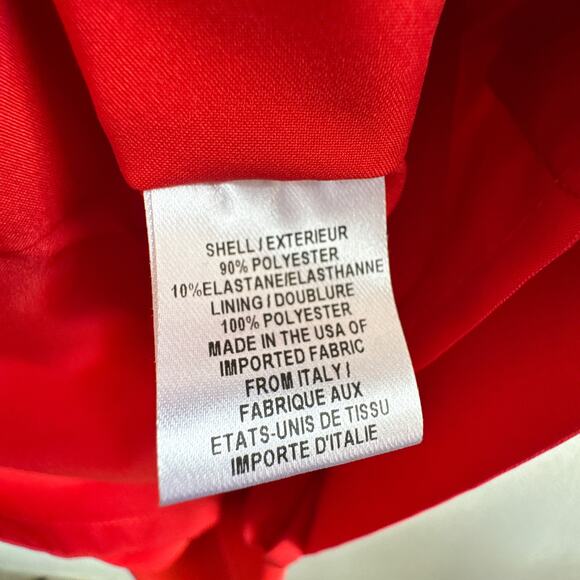 SHELL/EXTERIEUR
90% POLYESTER
10%ELASTANE/ELASTHANNE
LINING/DOUBLURE
100% POLYESTER
MADE IN THE USA OF
IMPORTED FABRIC
FROM ITALY/
FABRIQUE AUX
ETATS-UNIS DE TISSU
IMPORTE D'ITALIE